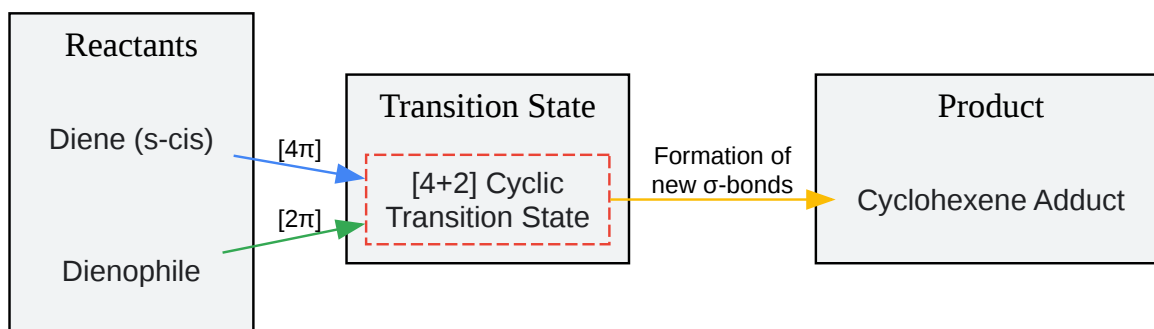 Reactants
Diene (s-cis)
Dienophile
[4π]
[2π]
Transition State
[4+2] Cyclic
Transition State
Formation of
new σ-bonds
Product
Cyclohexene Adduct